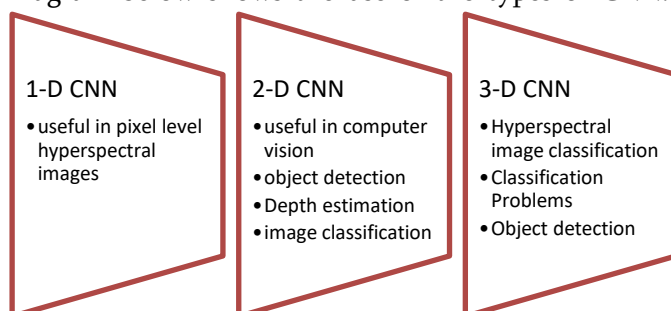 1-D CNN
• useful in pixel level
hyperspectral
images
2-D CNN
• useful in computer
vision
• object detection
• Depth estimation
• image classification
3-D CNN
• Hyperspectral
image classification
• Classification
Problems
• Object detection